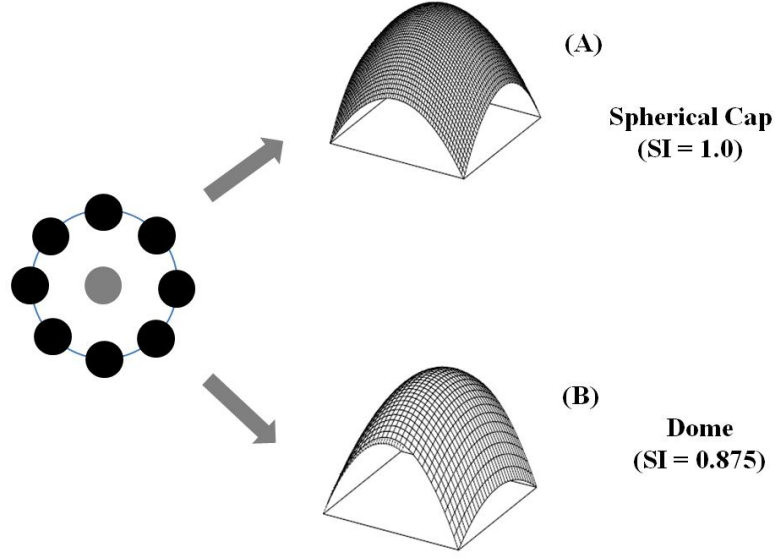 (A)
Spherical Cap
(SI = 1.0)
(B)
Dome
(SI = 0.875)